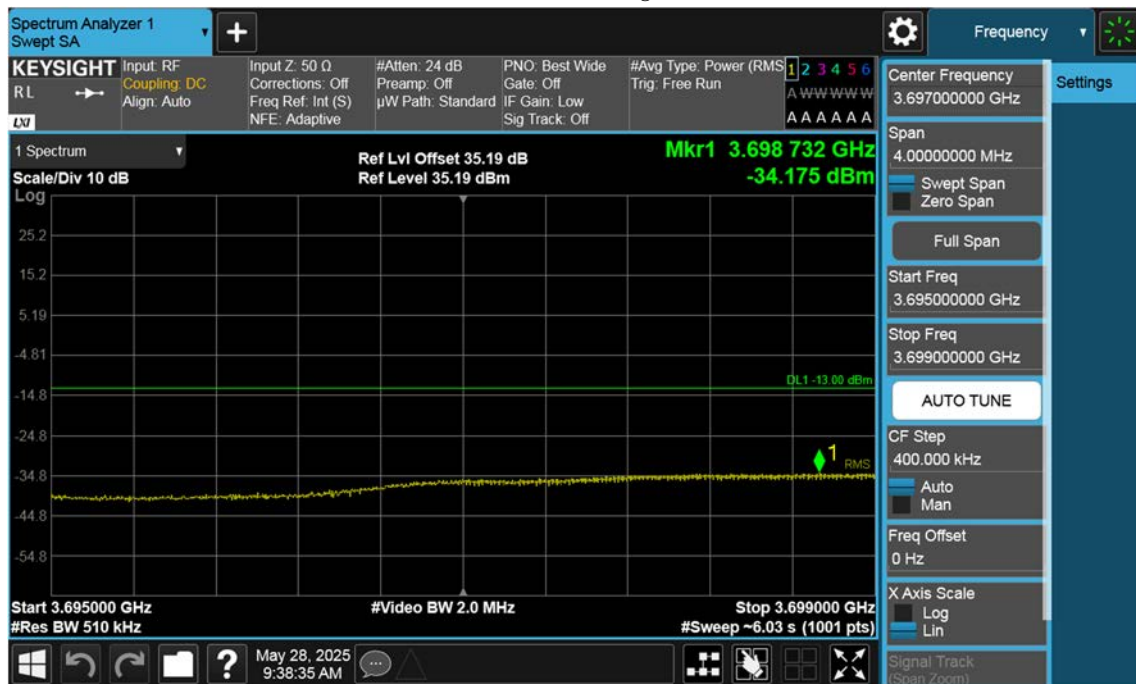 Spectrum Analyzer 1
Swept SA
Frequency
KEYSIGHT
RL
LXI
Input: RF
Coupling: DC
Align: Auto
Input Z: 50 Ω
Corrections: Off
Freq Ref: Int (S)
NFE: Adaptive
#Atten: 24 dB
Preamp: Off
µW Path: Standard
PNO: Best Wide
Gate: Off
IF Gain: Low
Sig Track: Off
#Avg Type: Power (RMS
Trig: Free Run
1 2 3 4 5 6
A W W W W W
A A A A A A
1 Spectrum
Scale/Div 10 dB
Log
Ref Lvl Offset 35.19 dB
Ref Level 35.19 dBm
Mkr1 3.698 732 GHz
-34.175 dBm
25.2
15.2
5.19
-4.81
-14.8
-24.8
-34.8
-44.8
-54.8
DL1 -13.00 dBm
1
RMS
Start 3.695000 GHz
#Res BW 510 kHz
#Video BW 2.0 MHz
Stop 3.699000 GHz
#Sweep ~6.03 s (1001 pts)
Center Frequency
3.697000000 GHz
Span
4.00000000 MHz
Swept Span
Zero Span
Full Span
Start Freq
3.695000000 GHz
Stop Freq
3.699000000 GHz
AUTO TUNE
CF Step
400.000 kHz
Auto
Man
Freq Offset
0 Hz
X Axis Scale
Log
Lin
Signal Track
(Span Zoom)
Settings
?
May 28, 2025
9:38:35 AM